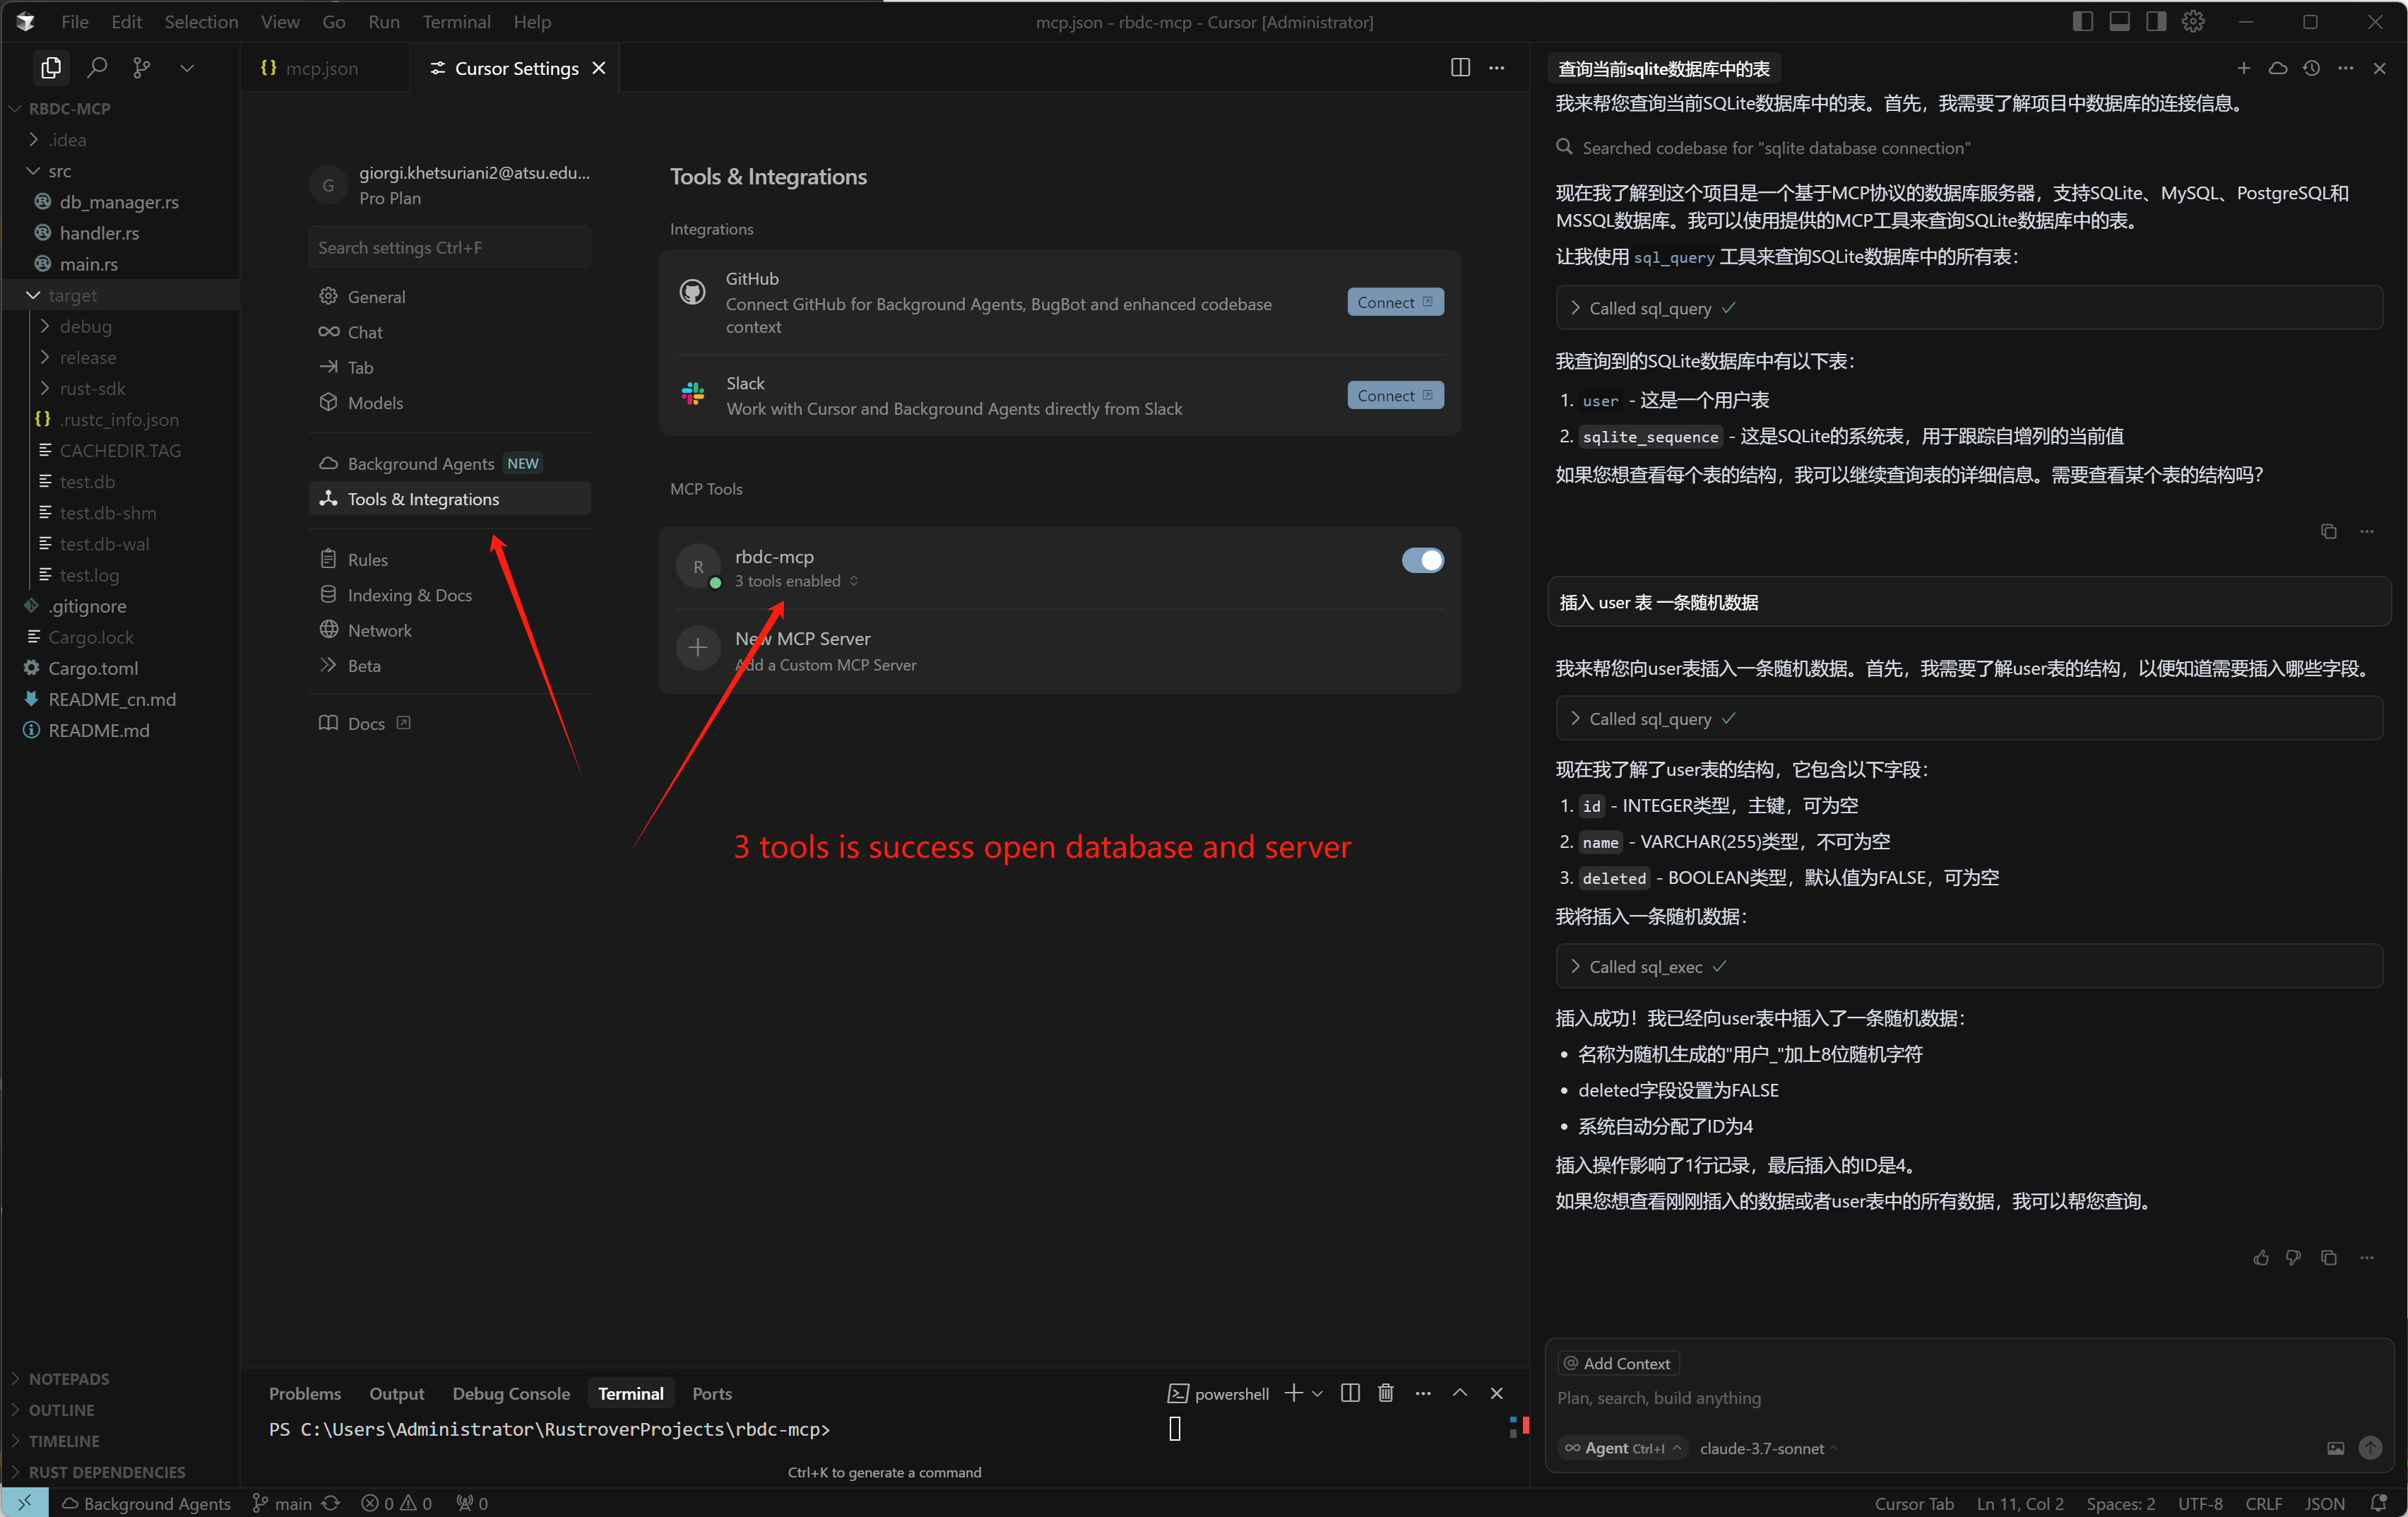 File Edit Selection View Go Run Terminal Help
mcp.json - rbdc-mcp - Cursor [Administrator]
RBDC-MCP
.idea
src
db_manager.rs
handler.rs
main.rs
target
debug
release
rust-sdk
{} .rustc_info.json
CACHEDIR.TAG
test.db
test.db-shm
test.db-wal
test.log
.gitignore
Cargo.lock
Cargo.toml
README_cn.md
README.md
NOTEPADS
OUTLINE
TIMELINE
RUST DEPENDENCIES
{} mcp.json
Cursor Settings
G
giorgi.khetsuriani2@atsu.edu...
Pro Plan
Search settings Ctrl+F
General
Chat
Tab
Models
Background Agents NEW
Tools & Integrations
Rules
Indexing & Docs
Network
Beta
Docs
Tools & Integrations
Integrations
GitHub
Connect GitHub for Background Agents, BugBot and enhanced codebase
context
Connect
Slack
Work with Cursor and Background Agents directly from Slack
Connect
MCP Tools
R
rbdc-mcp
3 tools enabled
New MCP Server
Add a Custom MCP Server
3 tools is success open database and server
Problems Output Debug Console Terminal Ports
powershell
PS C:\Users\Administrator\RustroverProjects\rbdc-mcp>
Ctrl+K to generate a command
查询当前sqlite数据库中的表
我来帮您查询当前SQLite数据库中的表。首先，我需要了解项目中数据库的连接信息。
Searched codebase for "sqlite database connection"
现在我了解到这个项目是一个基于MCP协议的数据库服务器，支持SQLite、MySQL、PostgreSQL和
MSSQL数据库。我可以使用提供的MCP工具来查询SQLite数据库中的表。
让我使用 sql_query 工具来查询SQLite数据库中的所有表：
Called sql_query
我查询到的SQLite数据库中有以下表：
1. user - 这是一个用户表
2. sqlite_sequence - 这是SQLite的系统表，用于跟踪自增列的当前值
如果您想查看每个表的结构，我可以继续查询表的详细信息。需要查看某个表的结构吗？
插入 user 表 一条随机数据
我来帮您向user表插入一条随机数据。首先，我需要了解user表的结构，以便知道需要插入哪些字段。
Called sql_query
现在我了解了user表的结构，它包含以下字段：
1. id - INTEGER类型，主键，可为空
2. name - VARCHAR(255)类型，不可为空
3. deleted - BOOLEAN类型，默认值为FALSE，可为空
我将插入一条随机数据：
Called sql_exec
插入成功！我已经向user表中插入了一条随机数据：
• 名称为随机生成的"用户_"加上8位随机字符
• deleted字段设置为FALSE
• 系统自动分配了ID为4
插入操作影响了1行记录，最后插入的ID是4。
如果您想查看刚刚插入的数据或者user表中的所有数据，我可以帮您查询。
@ Add Context
Plan, search, build anything
Agent Ctrl+I
claude-3.7-sonnet
Background Agents main 0 0 0
Cursor Tab Ln 11, Col 2 Spaces: 2 UTF-8 CRLF JSON